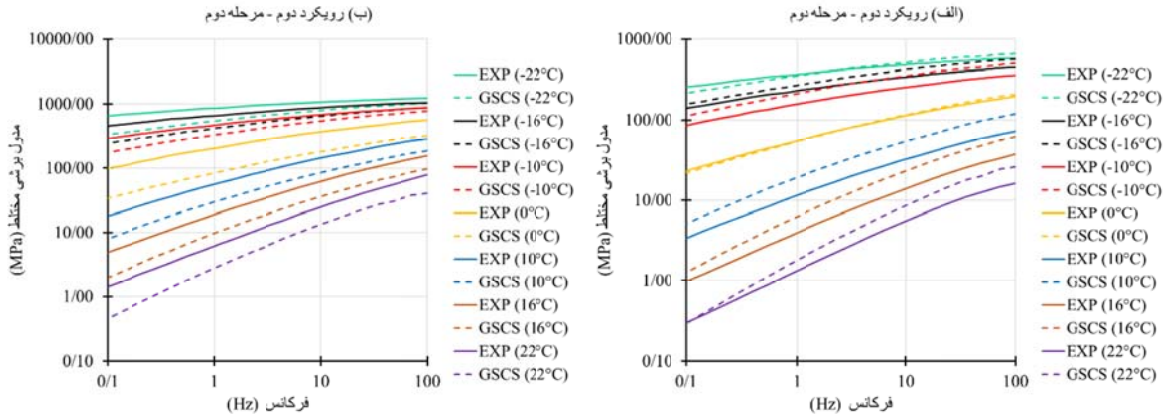 (الف) رویکرد دوم - مرحله دوم
1000/00
100/00
10/00
1/00
0/10
0/1
1
10
100
مدول برشی مختلط (MPa)
فرکانس (Hz)
EXP (-22°C)
GSCS (-22°C)
EXP (-16°C)
GSCS (-16°C)
EXP (-10°C)
GSCS (-10°C)
EXP (0°C)
GSCS (0°C)
EXP (10°C)
GSCS (10°C)
EXP (16°C)
GSCS (16°C)
EXP (22°C)
GSCS (22°C)
(ب) رویکرد دوم - مرحله دوم
10000/00
1000/00
100/00
10/00
1/00
0/10
0/1
1
10
100
مدول برشی مختلط (MPa)
فرکانس (Hz)
EXP (-22°C)
GSCS (-22°C)
EXP (-16°C)
GSCS (-16°C)
EXP (-10°C)
GSCS (-10°C)
EXP (0°C)
GSCS (0°C)
EXP (10°C)
GSCS (10°C)
EXP (16°C)
GSCS (16°C)
EXP (22°C)
GSCS (22°C)